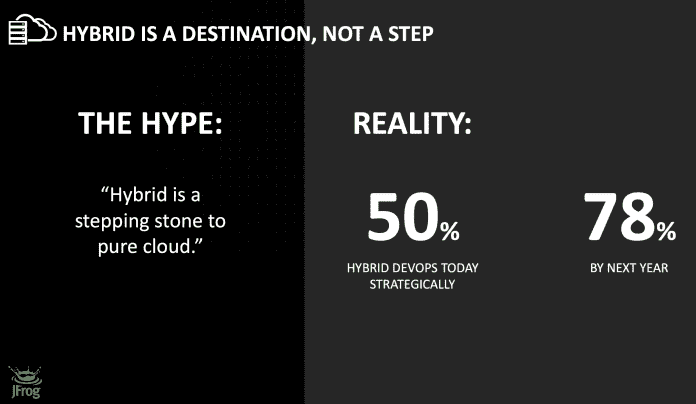 HYBRID IS A DESTINATION, NOT A STEP
THE HYPE:
“Hybrid is a
stepping stone to
pure cloud.”
REALITY:
50%
HYBRID DEVOPS TODAY
STRATEGICALLY
78%
BY NEXT YEAR
JFrog